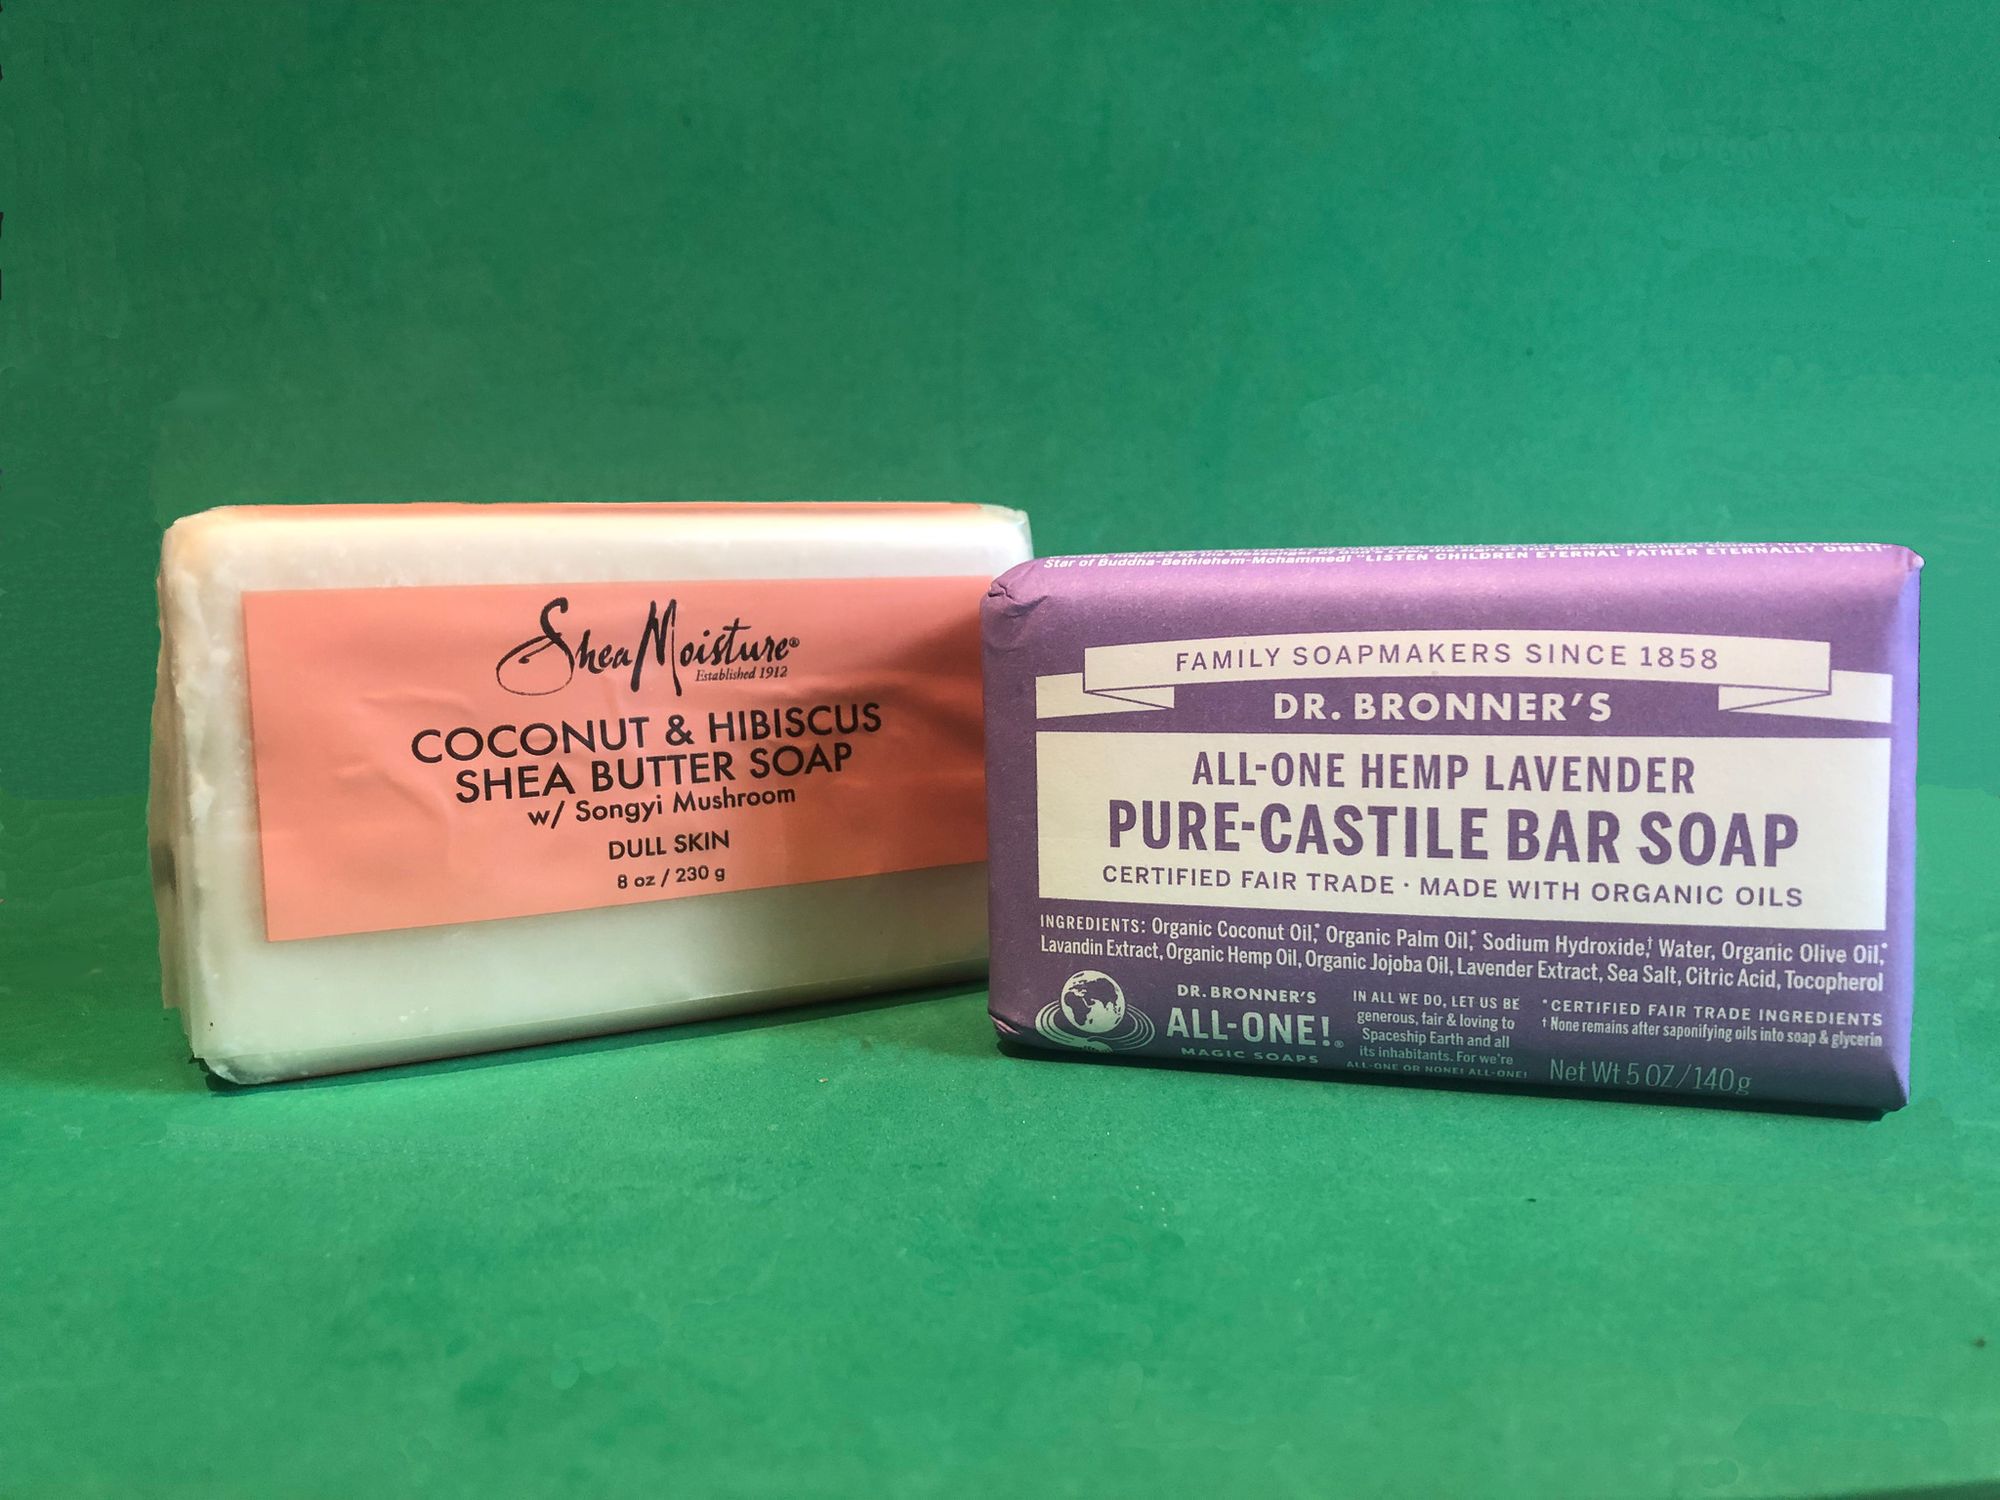 Shea Moisture®
Established 1912
COCONUT & HIBISCUS
SHEA BUTTER SOAP
w/ Songyi Mushroom
DULL SKIN
8 oz / 230 g
Star of Buddha-Bethlehem-Mohammed! "LISTEN CHILDREN ETERNAL FATHER ETERNALLY ONE!"
FAMILY SOAPMAKERS SINCE 1858
DR. BRONNER'S
ALL-ONE HEMP LAVENDER
PURE-CASTILE BAR SOAP
CERTIFIED FAIR TRADE · MADE WITH ORGANIC OILS
INGREDIENTS: Organic Coconut Oil,* Organic Palm Oil,* Sodium Hydroxide,† Water, Organic Olive Oil,*
Lavandin Extract, Organic Hemp Oil, Organic Jojoba Oil, Lavender Extract, Sea Salt, Citric Acid, Tocopherol
DR. BRONNER'S
ALL-ONE!®
MAGIC SOAPS
IN ALL WE DO, LET US BE
generous, fair & loving to
Spaceship Earth and all
its inhabitants. For we're
ALL-ONE OR NONE! ALL-ONE!
*CERTIFIED FAIR TRADE INGREDIENTS
† None remains after saponifying oils into soap & glycerin
Net Wt 5 OZ/140g